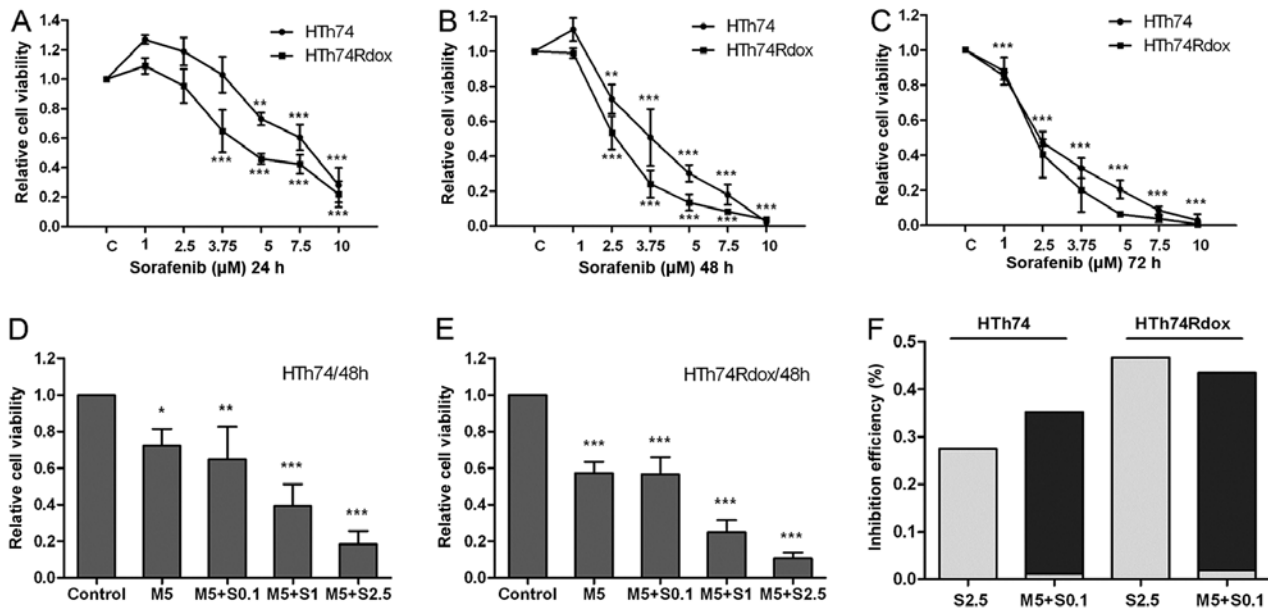 A
HTh74
HTh74Rdox
Relative cell viability
1.4
1.2
1.0
0.8
0.6
0.4
0.2
0.0
**
***
***
***
***
***
***
***
C 1 2.5 3.75 5 7.5 10
Sorafenib (µM) 24 h
B
HTh74
HTh74Rdox
Relative cell viability
1.2
1.0
0.8
0.6
0.4
0.2
0.0
**
***
***
***
***
***
***
***
***
C 1 2.5 3.75 5 7.5 10
Sorafenib (µM) 48 h
C
HTh74
HTh74Rdox
Relative cell viability
1.2
1.0
0.8
0.6
0.4
0.2
0.0
***
***
***
***
***
***
C 1 2.5 3.75 5 7.5 10
Sorafenib (µM) 72 h
D
HTh74/48h
Relative cell viability
1.2
1.0
0.8
0.6
0.4
0.2
0.0
*
**
***
***
Control M5 M5+S0.1 M5+S1 M5+S2.5
E
HTh74Rdox/48h
Relative cell viability
1.2
1.0
0.8
0.6
0.4
0.2
0.0
***
***
***
***
Control M5 M5+S0.1 M5+S1 M5+S2.5
F
HTh74 HTh74Rdox
Inhibition efficiency (%)
0.5
0.4
0.3
0.2
0.1
0.0
S2.5 M5+S0.1 S2.5 M5+S0.1